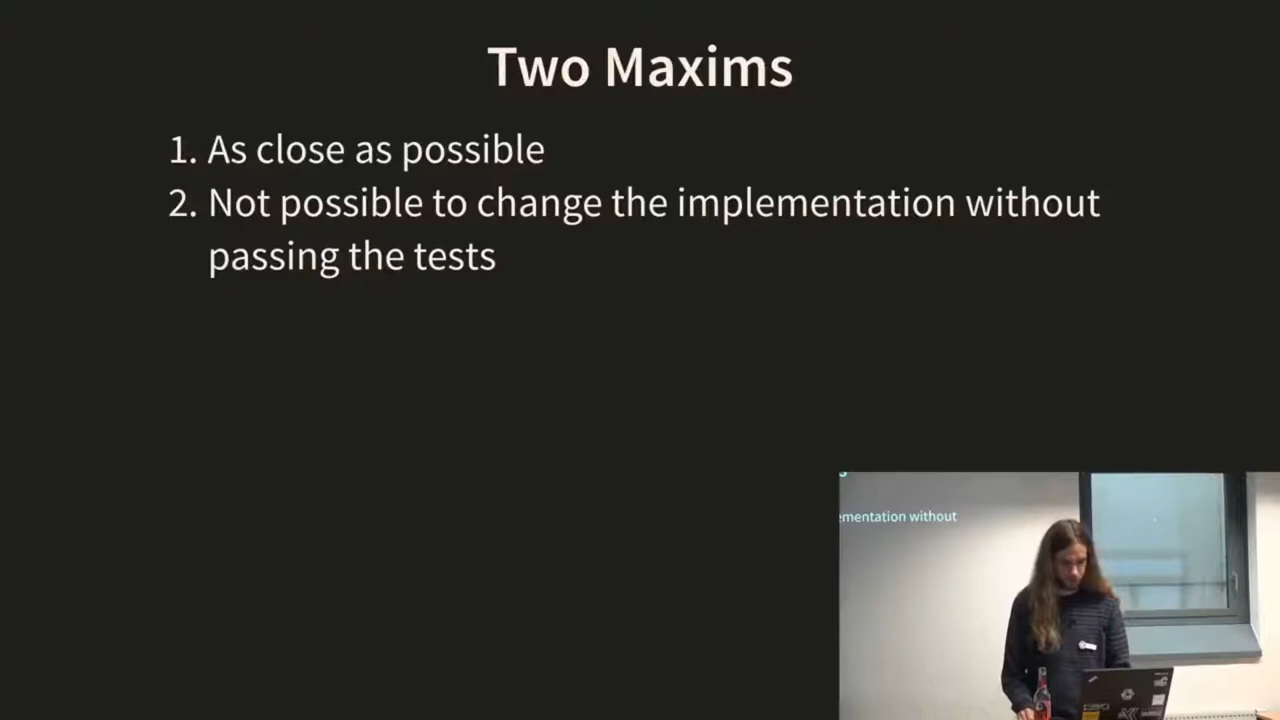 Two Maxims
1. As close as possible
2. Not possible to change the implementation without
passing the tests
ementation without